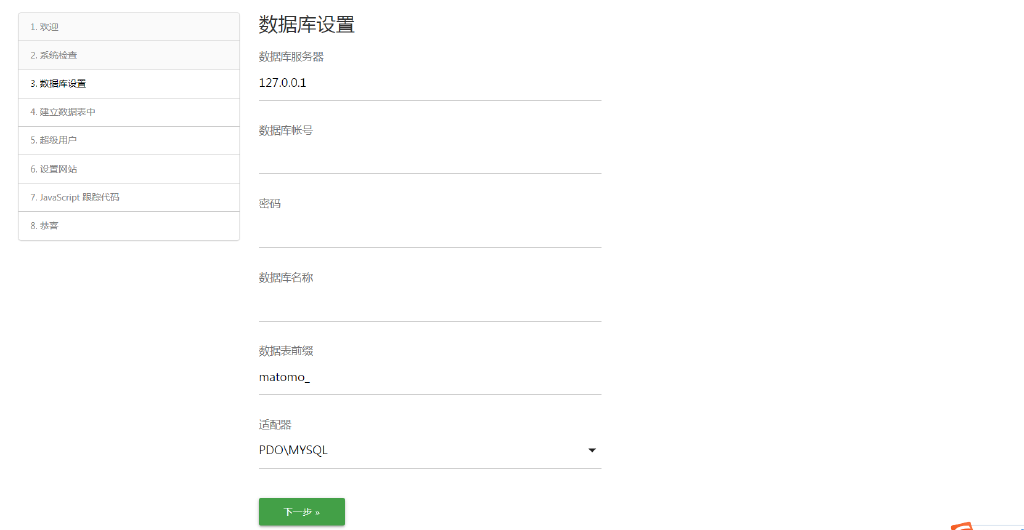 1. 欢迎
2. 系统检查
3. 数据库设置
4. 建立数据表中
5. 超级用户
6. 设置网站
7. JavaScript 跟踪代码
8. 恭喜
数据库设置
数据库服务器
127.0.0.1
数据库帐号
密码
数据库名称
数据表前缀
matomo_
适配器
PDO\MYSQL
下一步 »